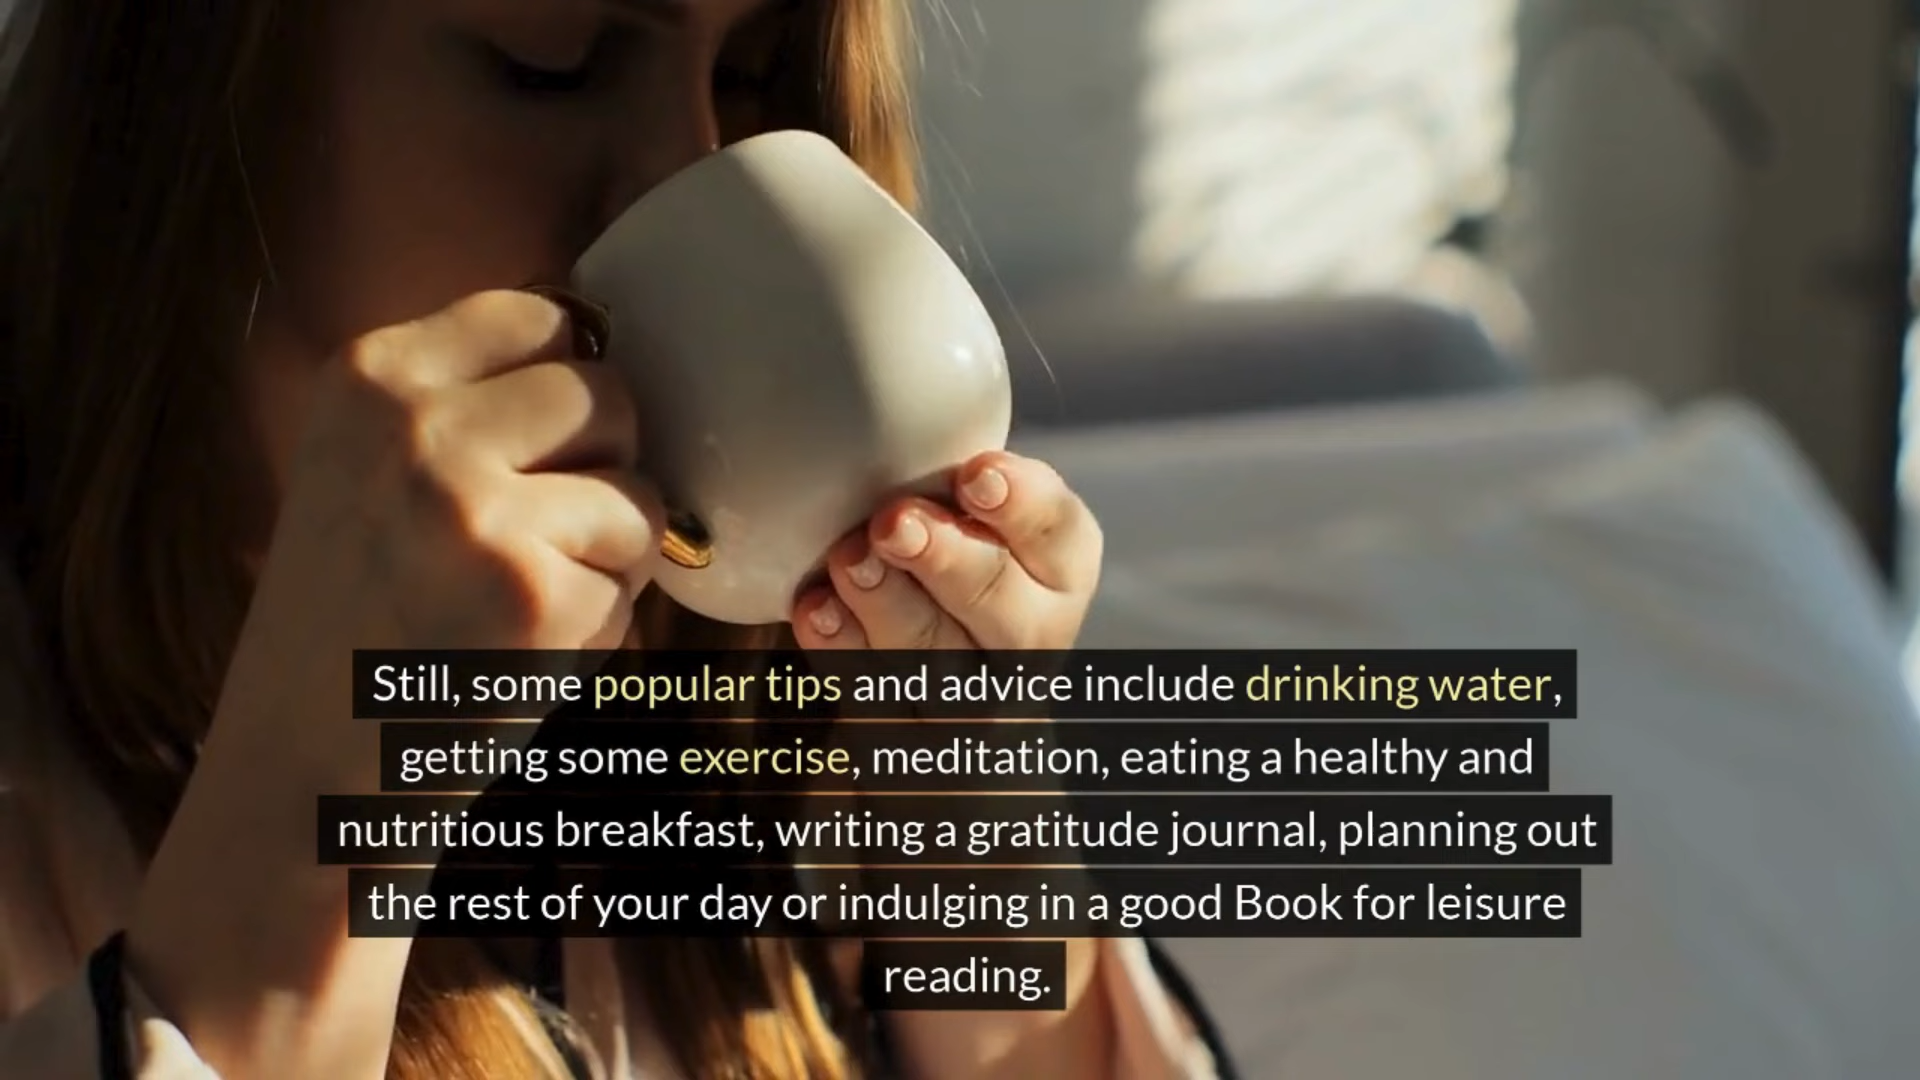 Still, some popular tips and advice include drinking water,
getting some exercise, meditation, eating a healthy and
nutritious breakfast, writing a gratitude journal, planning out
the rest of your day or indulging in a good Book for leisure
reading.